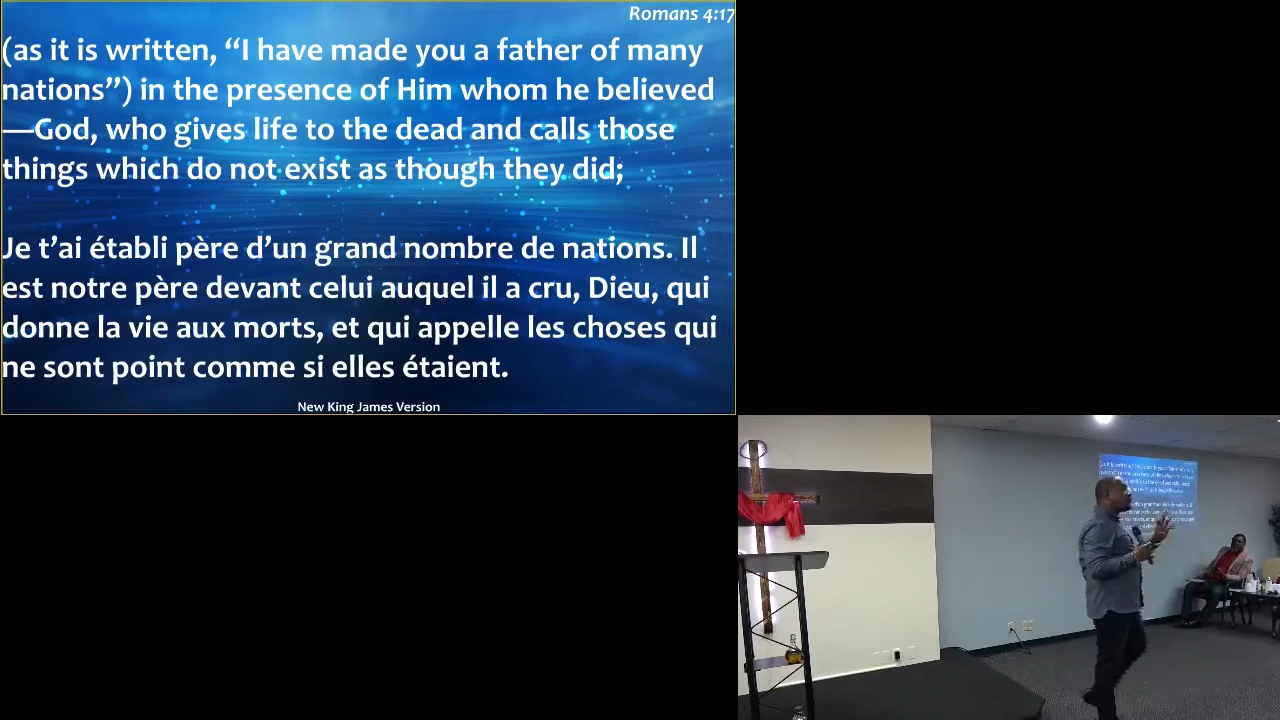 Romans 4:17
(as it is written, “I have made you a father of many
nations”) in the presence of Him whom he believed
—God, who gives life to the dead and calls those
things which do not exist as though they did;
Je t’ai établi père d’un grand nombre de nations. Il
est notre père devant celui auquel il a cru, Dieu, qui
donne la vie aux morts, et qui appelle les choses qui
ne sont point comme si elles étaient.
New King James Version